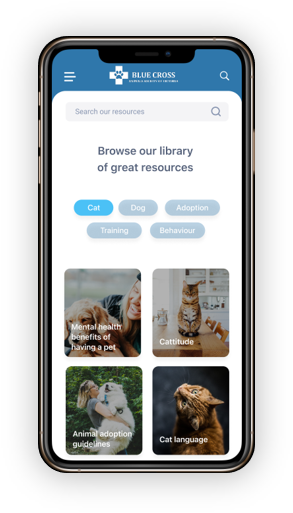 BLUE CROSS
Search our resources
Browse our library
of great resources
Cat
Dog
Adoption
Training
Behaviour
Mental health
benefits of
having a pet
Cattitude
Animal adoption
guidelines
Cat language